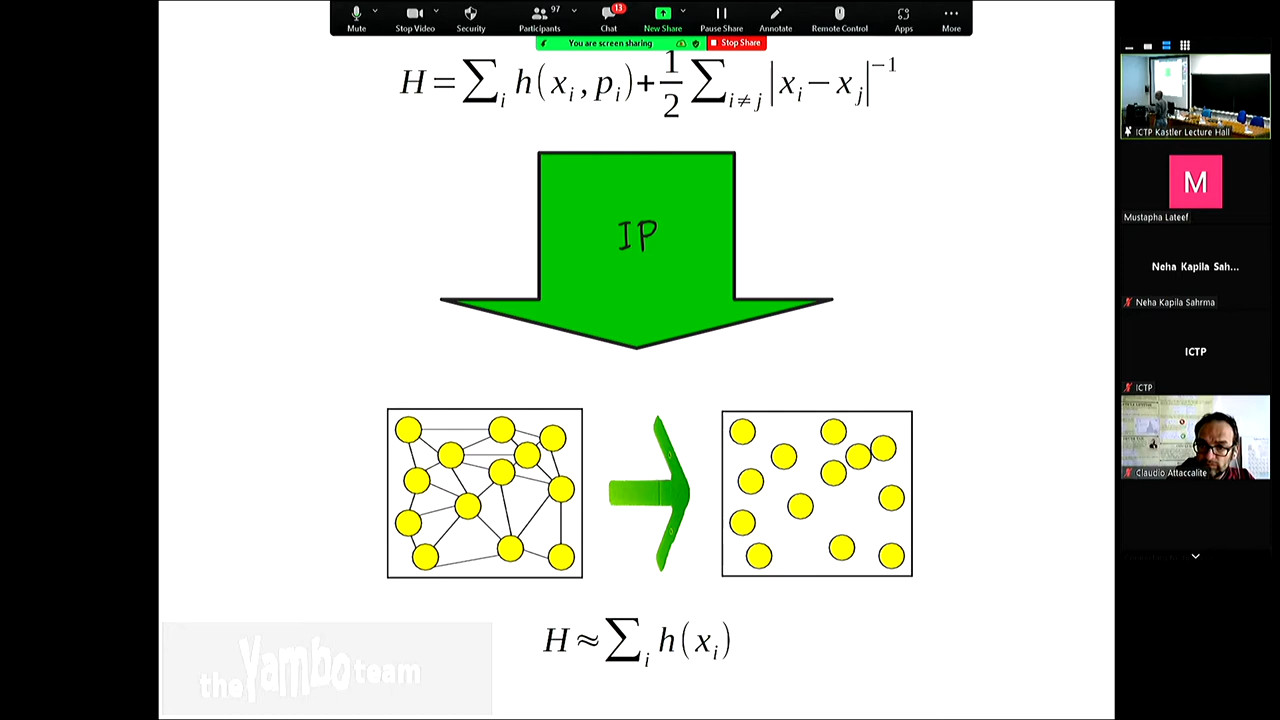 97
13
Mute
Stop Video
Security
Participants
Chat
New Share
Pause Share
Annotate
Remote Control
Apps
More
You are screen sharing
Stop Share
H = ∑i h(xi, pi) + 1/2 ∑i≠j |xi − xj|−1
IP
H ≈ ∑i h(xi)
the Yambo team
ICTP Kastler Lecture Hall
M
Mustapha Lateef
Neha Kapila Sah...
Neha Kapila Sahrma
ICTP
ICTP
Claudio Attaccalite